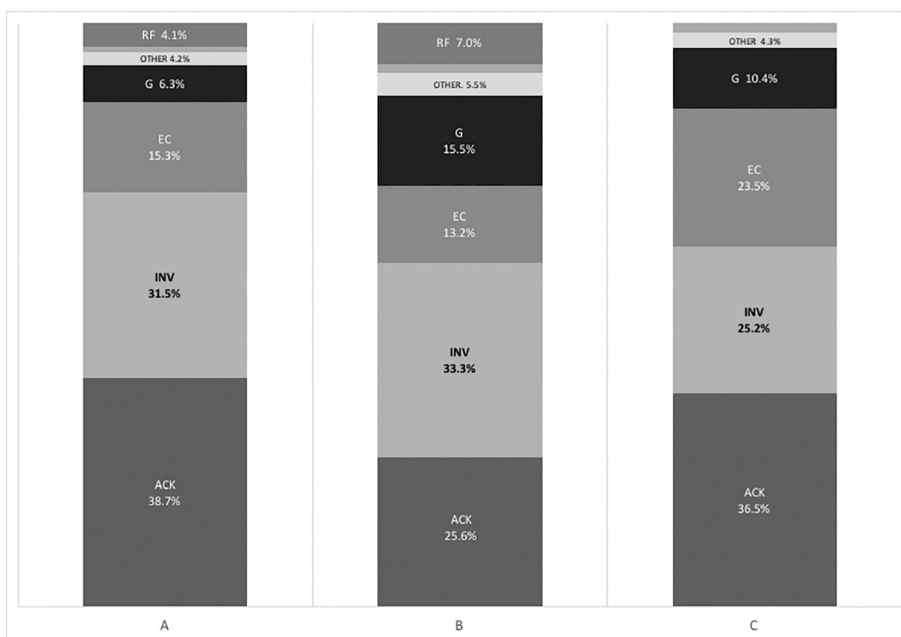 RF 4.1%
OTHER 4.2%
G 6.3%
EC
15.3%
INV
31.5%
ACK
38.7%
RF 7.0%
OTHER. 5.5%
G
15.5%
EC
13.2%
INV
33.3%
ACK
25.6%
OTHER 4.3%
G 10.4%
EC
23.5%
INV
25.2%
ACK
36.5%
A
B
C